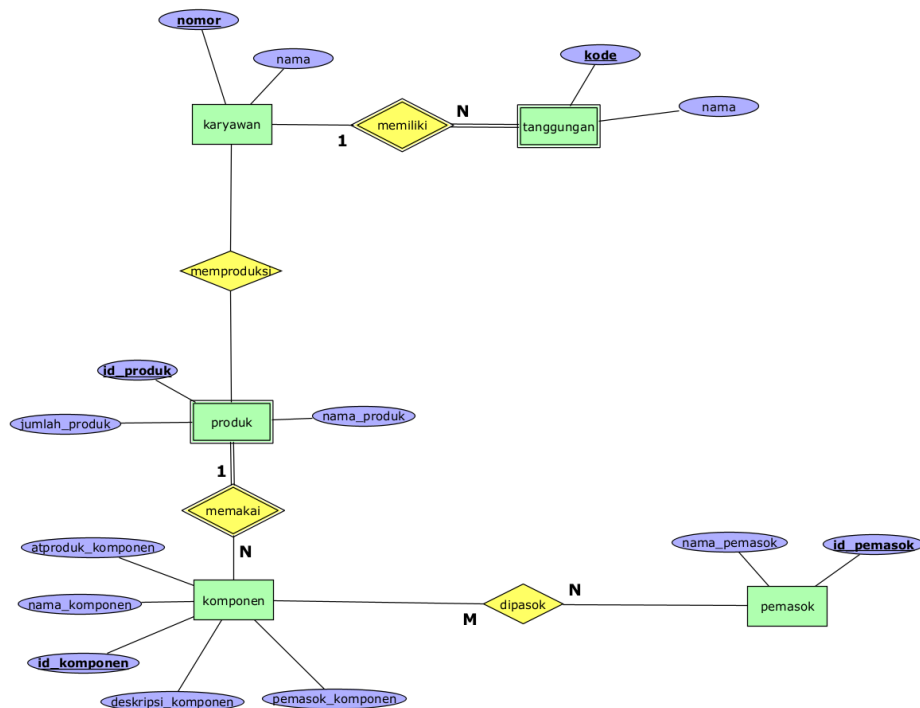 nomor
nama
kode
nama
karyawan
1
memiliki
N
tanggungan
memproduksi
id_produk
jumlah_produk
produk
nama_produk
1
memakai
N
atproduk_komponen
nama_komponen
komponen
id_komponen
deskripsi_komponen
pemasok_komponen
M
dipasok
N
nama_pemasok
id_pemasok
pemasok